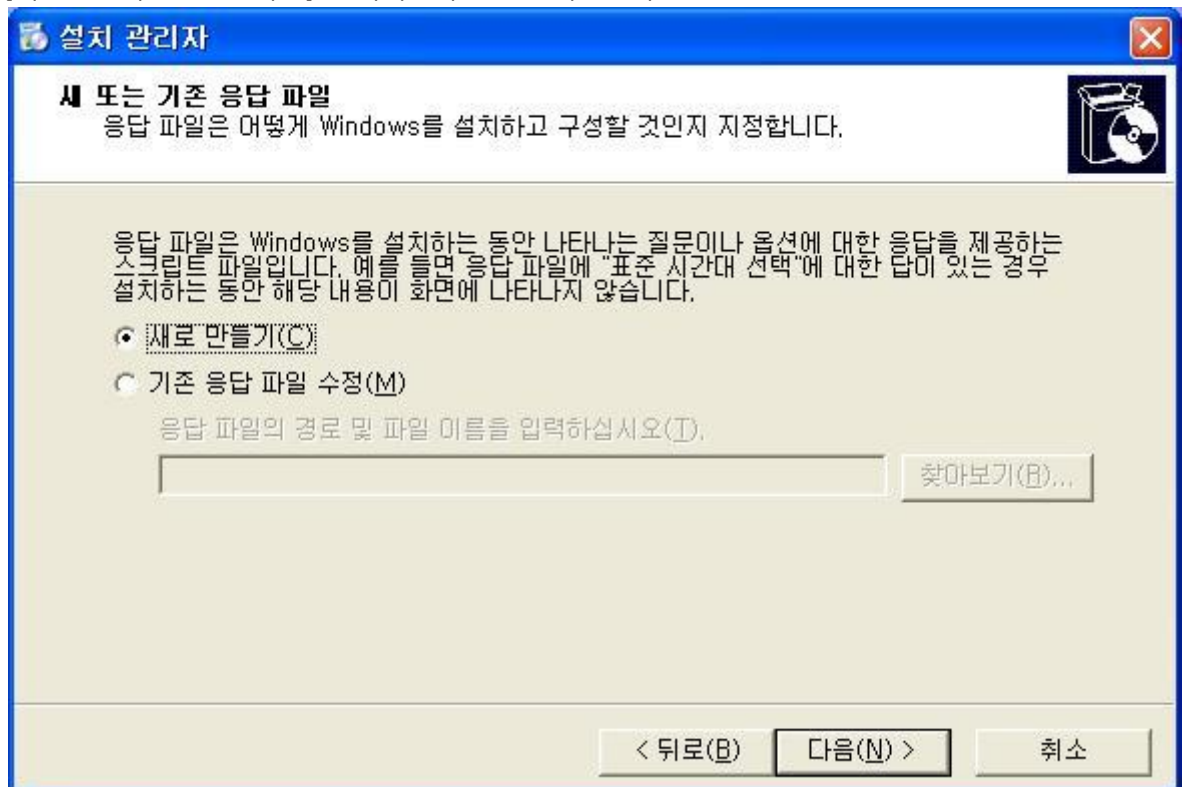 설치 관리자
새 또는 기존 응답 파일
응답 파일은 어떻게 Windows를 설치하고 구성할 것인지 지정합니다.
응답 파일은 Windows를 설치하는 동안 나타나는 질문이나 옵션에 대한 응답을 제공하는
스크립트 파일입니다. 예를 들면 응답 파일에 "표준 시간대 선택"에 대한 답이 있는 경우
설치하는 동안 해당 내용이 화면에 나타나지 않습니다.
새로 만들기(C)
기존 응답 파일 수정(M)
응답 파일의 경로 및 파일 이름을 입력하십시오(T).
찾아보기(R)...
< 뒤로(B) 다음(N) > 취소